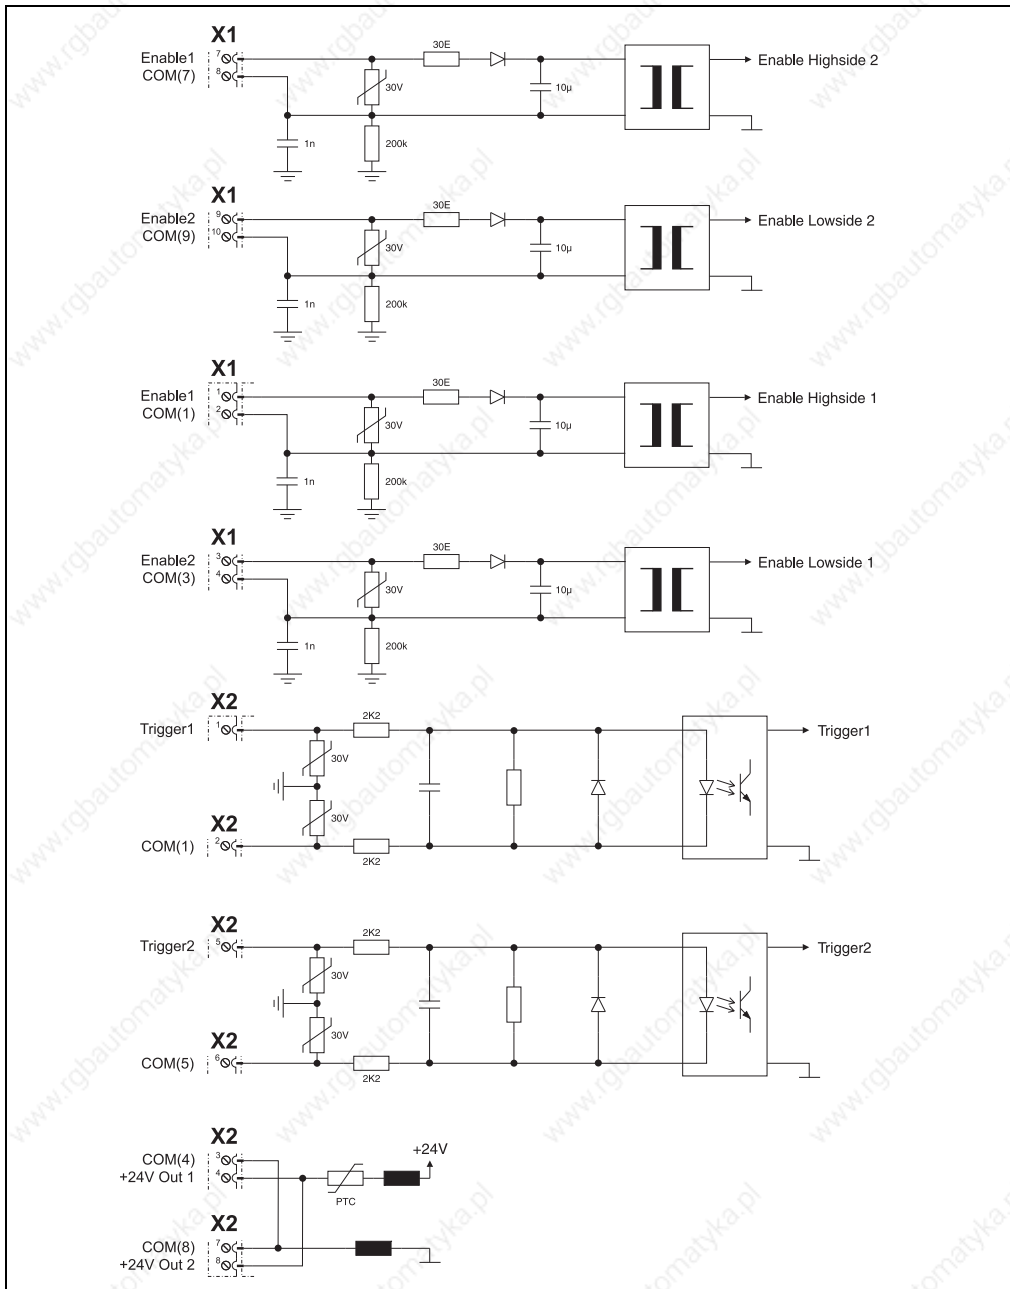 X1
Enable1 7 30E Enable Highside 2
COM(7) 8 30V 10µ
1n 200k
X1
Enable2 9 30E Enable Lowside 2
COM(9) 10 30V 10µ
1n 200k
X1
Enable1 1 30E Enable Highside 1
COM(1) 2 30V 10µ
1n 200k
X1
Enable2 3 30E Enable Lowside 1
COM(3) 4 30V 10µ
1n 200k
X2
Trigger1 1 2K2 Trigger1
30V
30V
X2
COM(1) 2 2K2
X2
Trigger2 5 2K2 Trigger2
30V
30V
X2
COM(5) 6 2K2
X2
COM(4) 3 +24V
+24V Out 1 4 PTC
X2
COM(8) 7
+24V Out 2 8
www.rgbautomatyka.pl